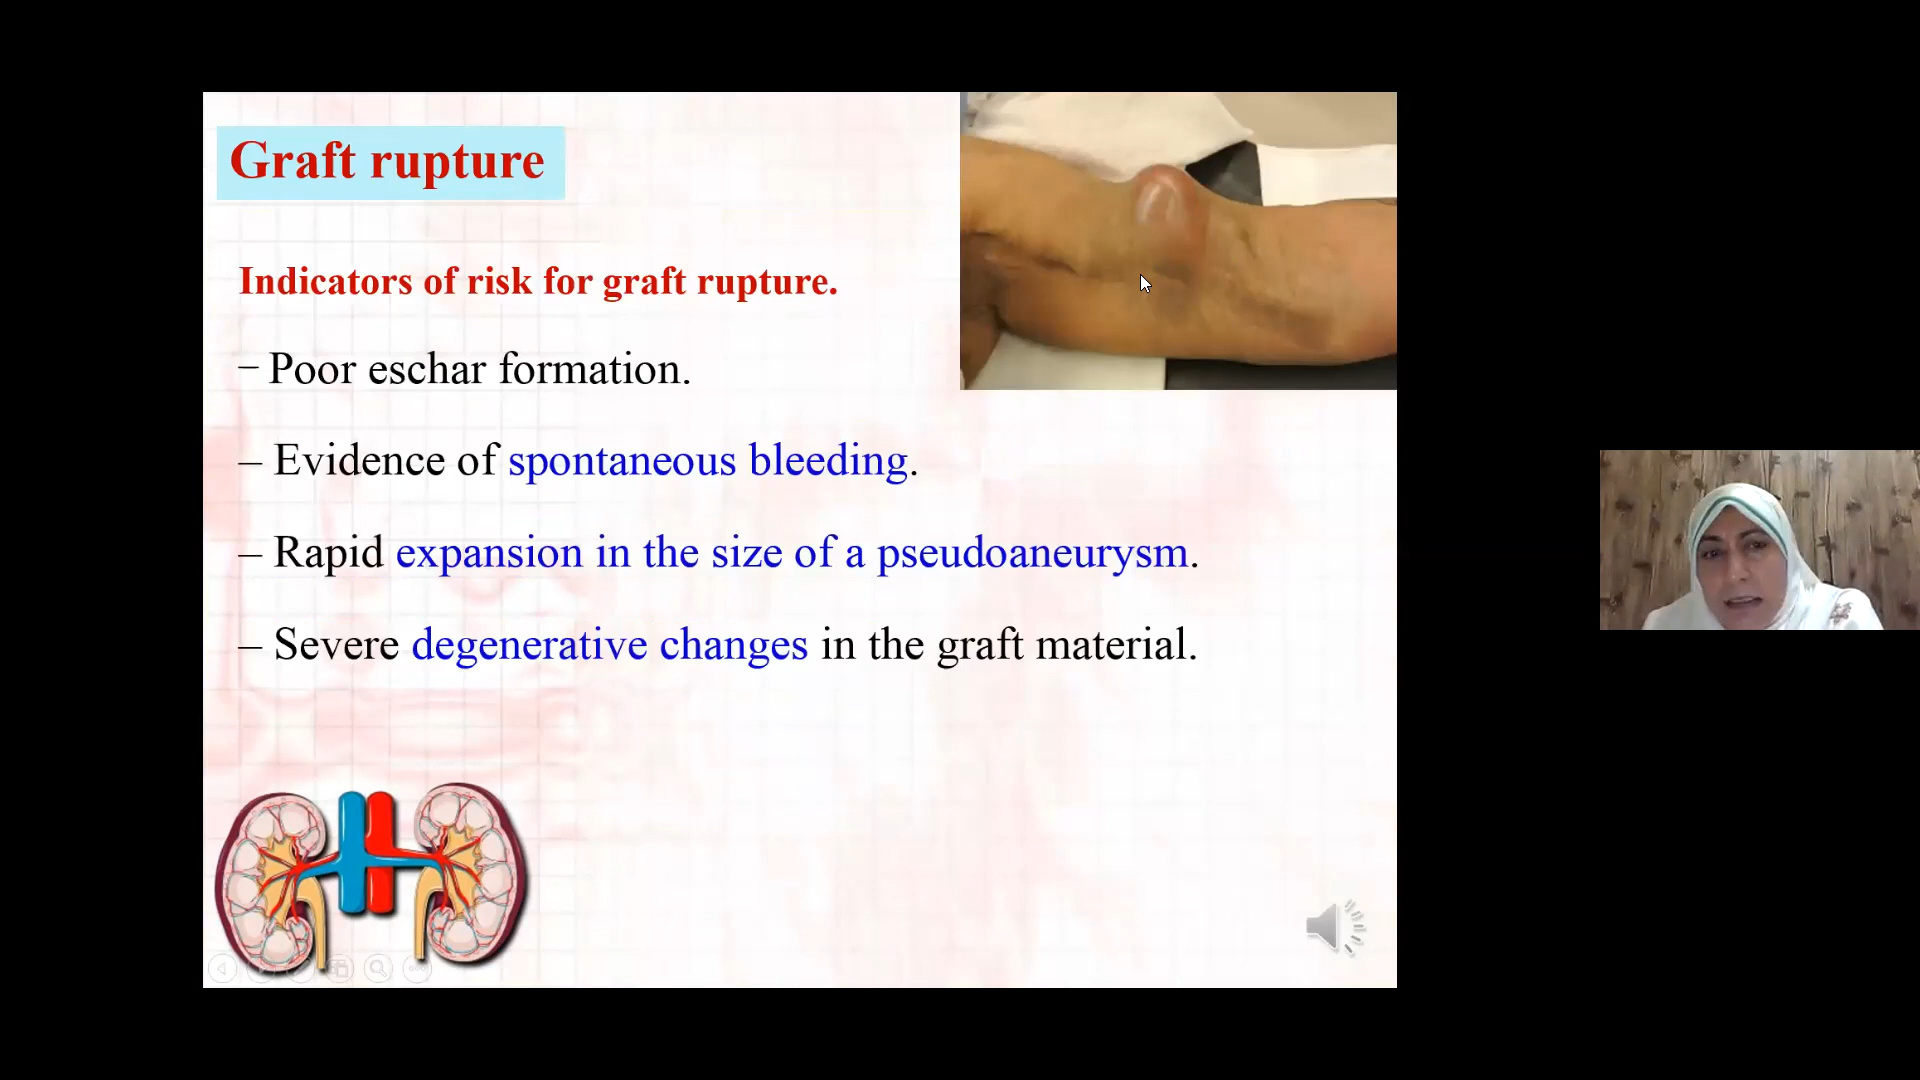 Graft rupture
Indicators of risk for graft rupture.
– Poor eschar formation.
– Evidence of spontaneous bleeding.
– Rapid expansion in the size of a pseudoaneurysm.
– Severe degenerative changes in the graft material.